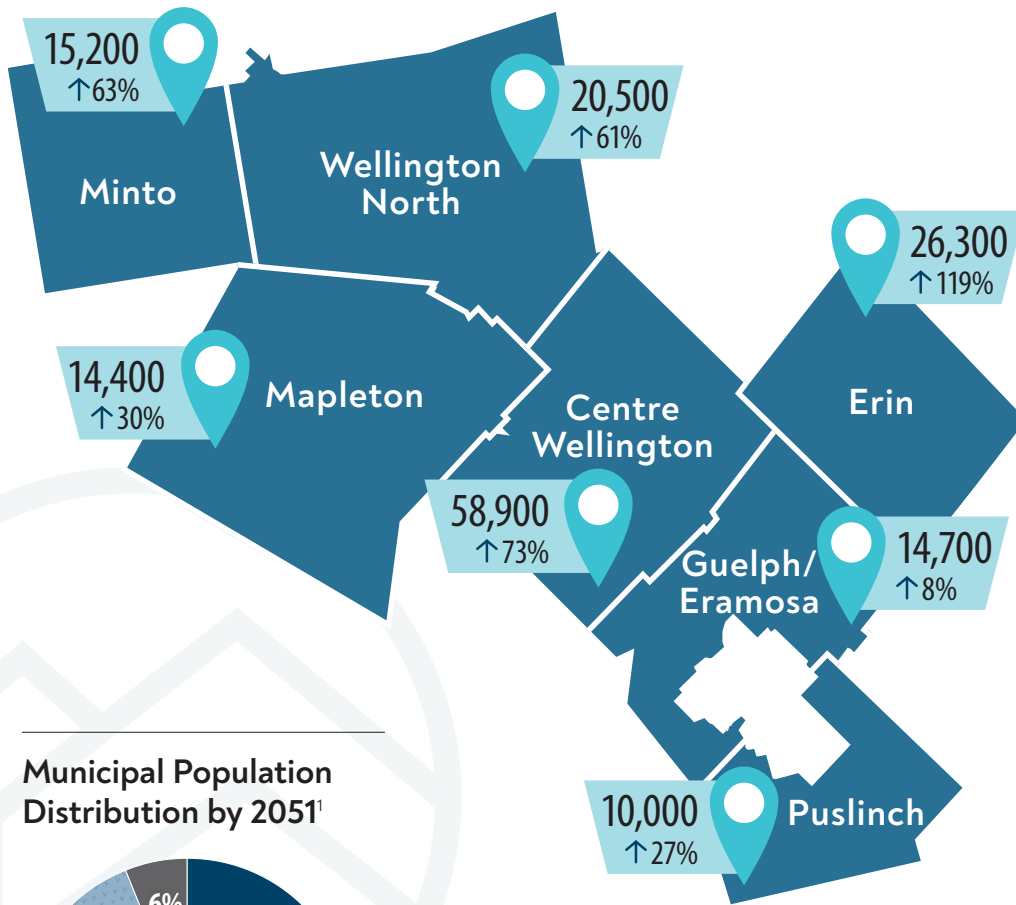 15,200
↑63%
Minto
Wellington
North
20,500
↑61%
26,300
↑119%
Erin
14,400
↑30%
Mapleton
Centre
Wellington
58,900
↑73%
Guelph/
Eramosa
14,700
↑8%
10,000
↑27%
Puslinch
Municipal Population
Distribution by 2051¹
6%